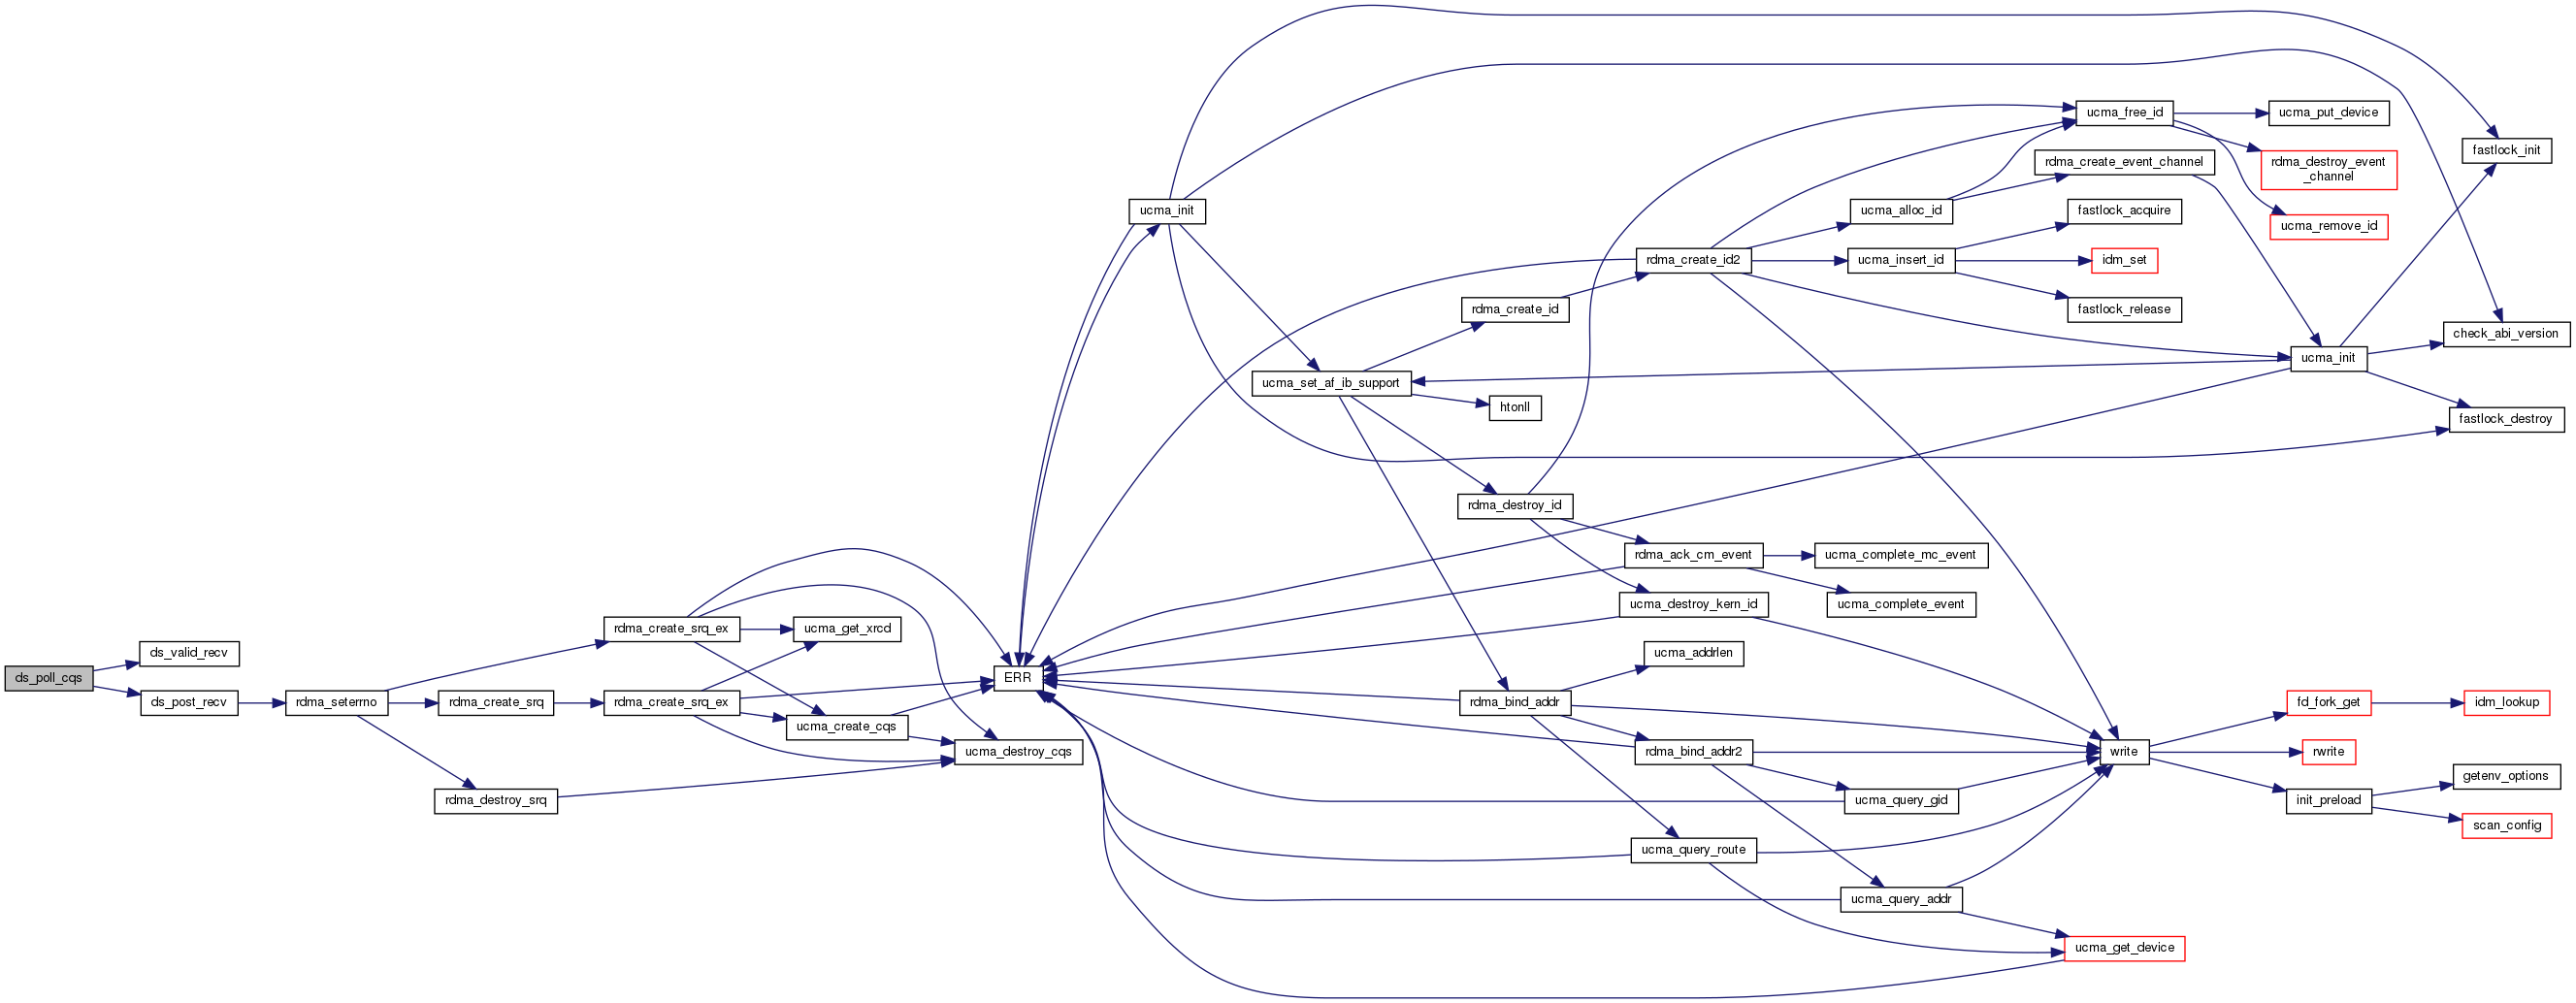 ds_poll_cqs
ds_valid_recv
ds_post_recv
rdma_seterrno
rdma_create_srq
rdma_destroy_srq
rdma_create_srq_ex
rdma_create_srq_ex
ucma_get_xrcd
ucma_create_cqs
ucma_destroy_cqs
ERR
ucma_init
ucma_set_af_ib_support
rdma_create_id
htonll
rdma_destroy_id
rdma_bind_addr
rdma_create_id2
rdma_ack_cm_event
ucma_destroy_kern_id
ucma_addrlen
rdma_bind_addr2
ucma_query_route
ucma_alloc_id
ucma_insert_id
ucma_complete_mc_event
ucma_complete_event
ucma_query_gid
ucma_query_addr
ucma_free_id
rdma_create_event_channel
fastlock_acquire
idm_set
fastlock_release
write
ucma_get_device
ucma_put_device
rdma_destroy_event
_channel
ucma_remove_id
ucma_init
fd_fork_get
rwrite
init_preload
fastlock_init
check_abi_version
fastlock_destroy
idm_lookup
getenv_options
scan_config